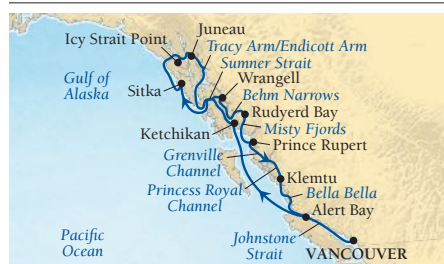 Juneau
Icy Strait Point
Tracy Arm/Endicott Arm
Sumner Strait
Gulf of
Alaska
Wrangell
Sitka
Behm Narrows
Rudyerd Bay
Ketchikan
Misty Fjords
Prince Rupert
Grenville
Channel
Klemtu
Princess Royal
Channel
Bella Bella
Alert Bay
Pacific
Ocean
Johnstone
Strait
VANCOUVER